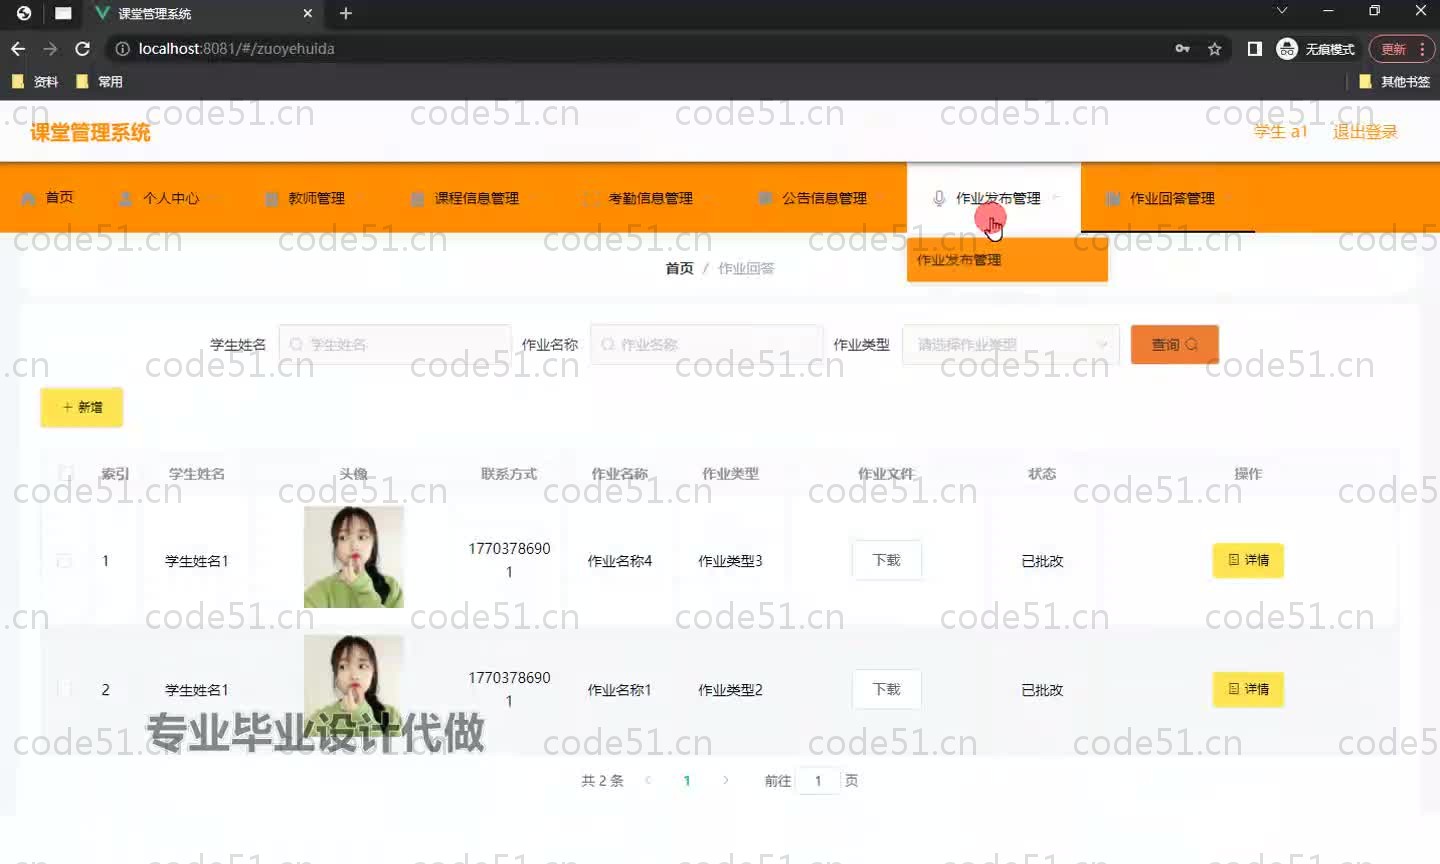 课堂管理系统
localhost:8081/#/zuoyehuida
无痕模式
更新
资料
常用
其他书签
课堂管理系统
学生 a1
退出登录
首页
个人中心
教师管理
课程信息管理
考勤信息管理
公告信息管理
作业发布管理
作业回答管理
作业发布管理
首页 / 作业回答
学生姓名 学生姓名 作业名称 作业名称 作业类型 请选择作业类型 查询
+ 新增
索引 学生姓名 头像 联系方式 作业名称 作业类型 作业文件 状态 操作
1 学生姓名1 17703786901 作业名称4 作业类型3 下载 已批改 详情
2 学生姓名1 17703786901 作业名称1 作业类型2 下载 已批改 详情
专业毕业设计代做
共 2 条 < 1 > 前往 1 页
code51.cn